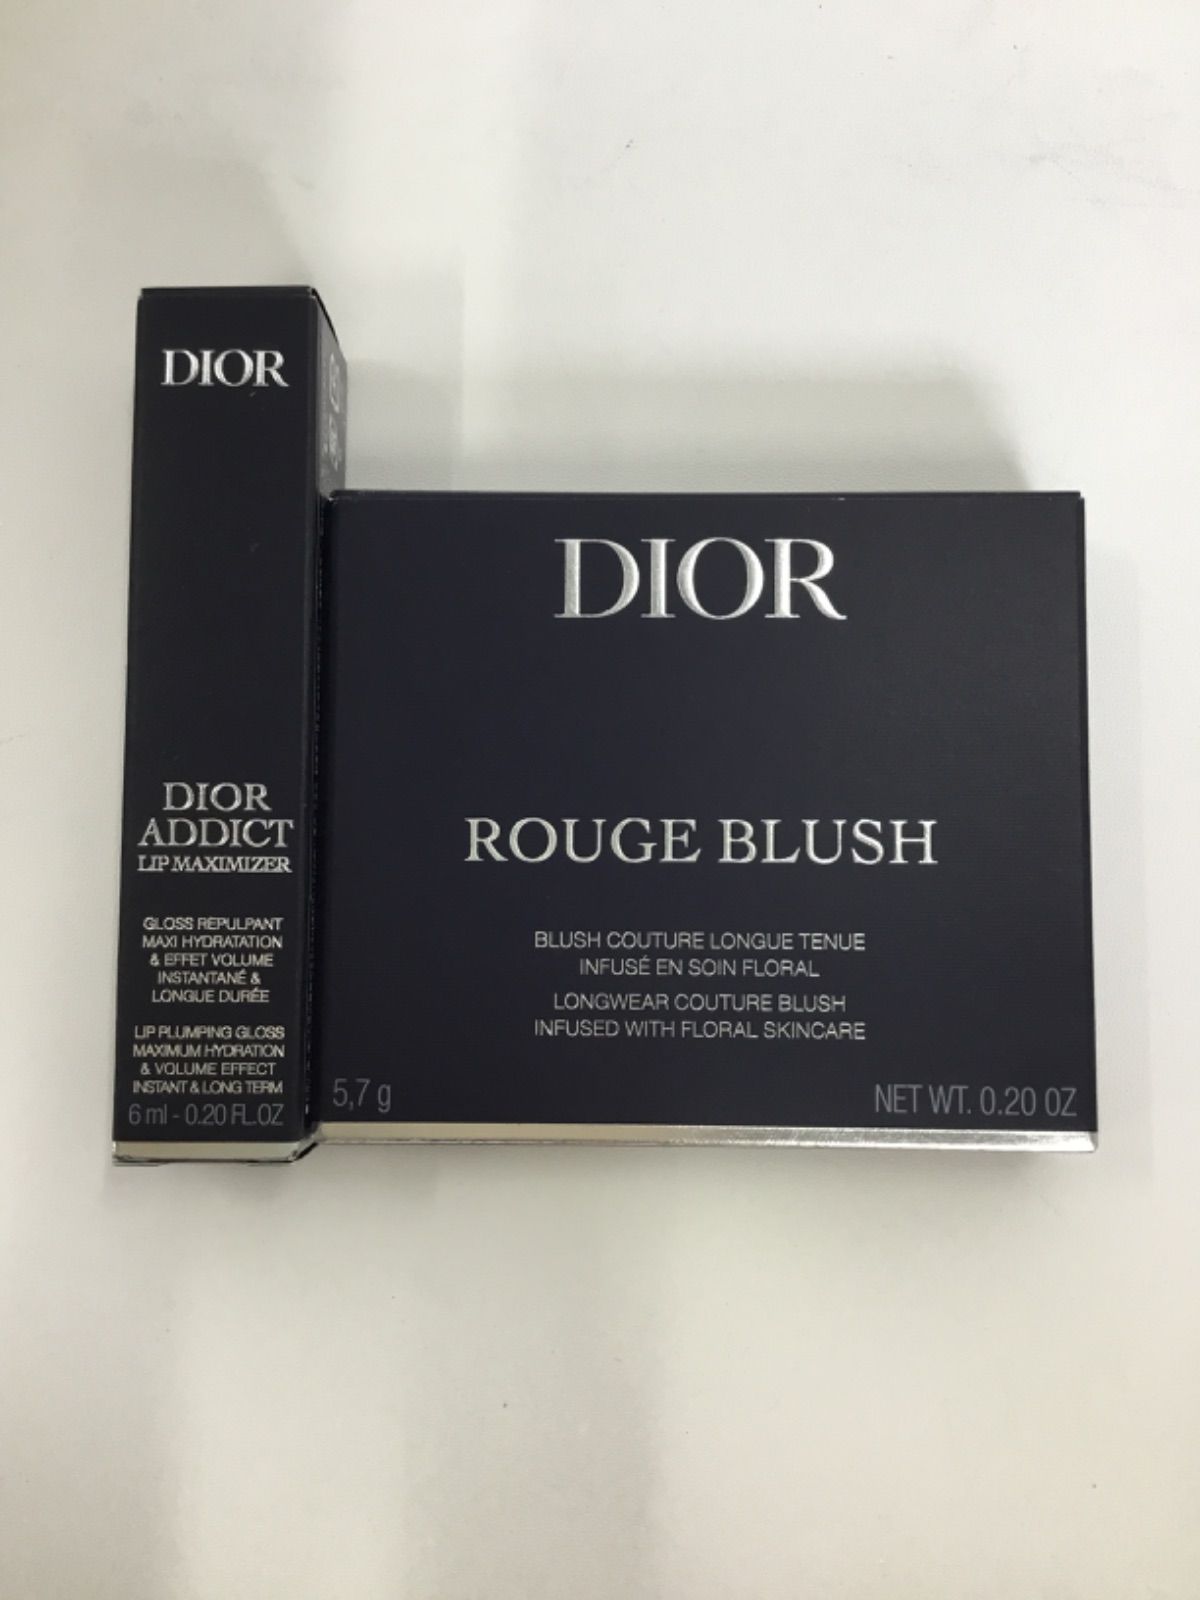 DIOR
DIOR
ADDICT
LIP MAXIMIZER
GLOSS REPULPANT
MAXI HYDRATATION
& EFFET VOLUME
INSTANTANÉ &
LONGUE DURÉE
LIP PLUMPING GLOSS
MAXIMUM HYDRATION
& VOLUME EFFECT
INSTANT & LONG TERM
6 ml - 0.20 FL.OZ
DIOR
ROUGE BLUSH
BLUSH COUTURE LONGUE TENUE
INFUSÉ EN SOIN FLORAL
LONGWEAR COUTURE BLUSH
INFUSED WITH FLORAL SKINCARE
5,7 g
NET WT. 0.20 OZ